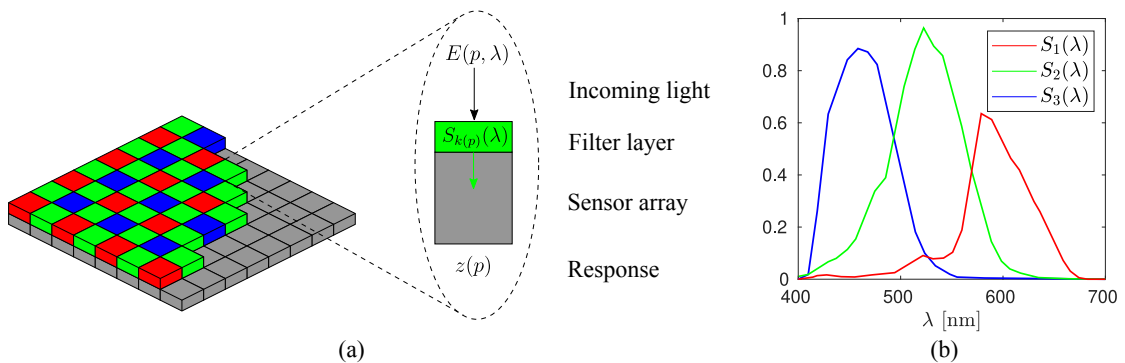 E(p, λ)
Incoming light
S_{k(p)}(λ)
Filter layer
Sensor array
z(p)
Response
(a)
1
0.8
0.6
0.4
0.2
0
400
500
600
700
λ [nm]
S_1(λ)
S_2(λ)
S_3(λ)
(b)